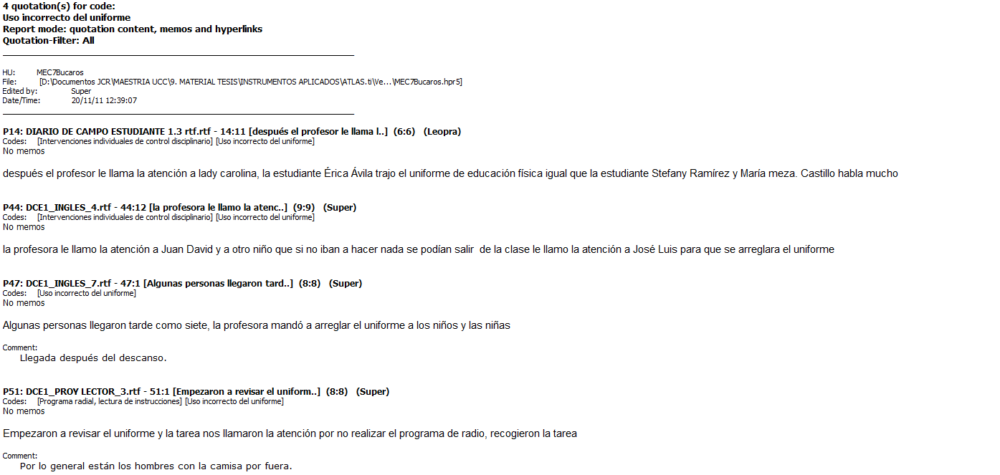 4 quotation(s) for code:
Uso incorrecto del uniforme
Report mode: quotation content, memos and hyperlinks
Quotation-Filter: All
HU: MEC7Bucaros
File: [D:\Documentos JCR\MAESTRIA UCC\9. MATERIAL TESIS\INSTRUMENTOS APLICADOS\ATLAS.ti\Ve...\MEC7Bucaros.hpr5]
Edited by: Super
Date/Time: 20/11/11 12:39:07
P14: DIARIO DE CAMPO ESTUDIANTE 1.3 rtf.rtf - 14:11 [después el profesor le llama l..] (6:6) (Leopra)
Codes: [Intervenciones individuales de control disciplinario] [Uso incorrecto del uniforme]
No memos
después el profesor le llama la atención a lady carolina, la estudiante Érica Ávila trajo el uniforme de educación física igual que la estudiante Stefany Ramírez y María meza. Castillo habla mucho
P44: DCE1_INGLES_4.rtf - 44:12 [la profesora le llamo la atenc..] (9:9) (Super)
Codes: [Intervenciones individuales de control disciplinario] [Uso incorrecto del uniforme]
No memos
la profesora le llamo la atención a Juan David y a otro niño que si no iban a hacer nada se podían salir  de la clase le llamo la atención a José Luis para que se arreglara el uniforme
P47: DCE1_INGLES_7.rtf - 47:1 [Algunas personas llegaron tard..] (8:8) (Super)
Codes: [Uso incorrecto del uniforme]
No memos
Algunas personas llegaron tarde como siete, la profesora mandó a arreglar el uniforme a los niños y las niñas
Comment:
Llegada después del descanso.
P51: DCE1_PROY LECTOR_3.rtf - 51:1 [Empezaron a revisar el uniform..] (8:8) (Super)
Codes: [Programa radial, lectura de instrucciones] [Uso incorrecto del uniforme]
No memos
Empezaron a revisar el uniforme y la tarea nos llamaron la atención por no realizar el programa de radio, recogieron la tarea
Comment:
Por lo general están los hombres con la camisa por fuera.